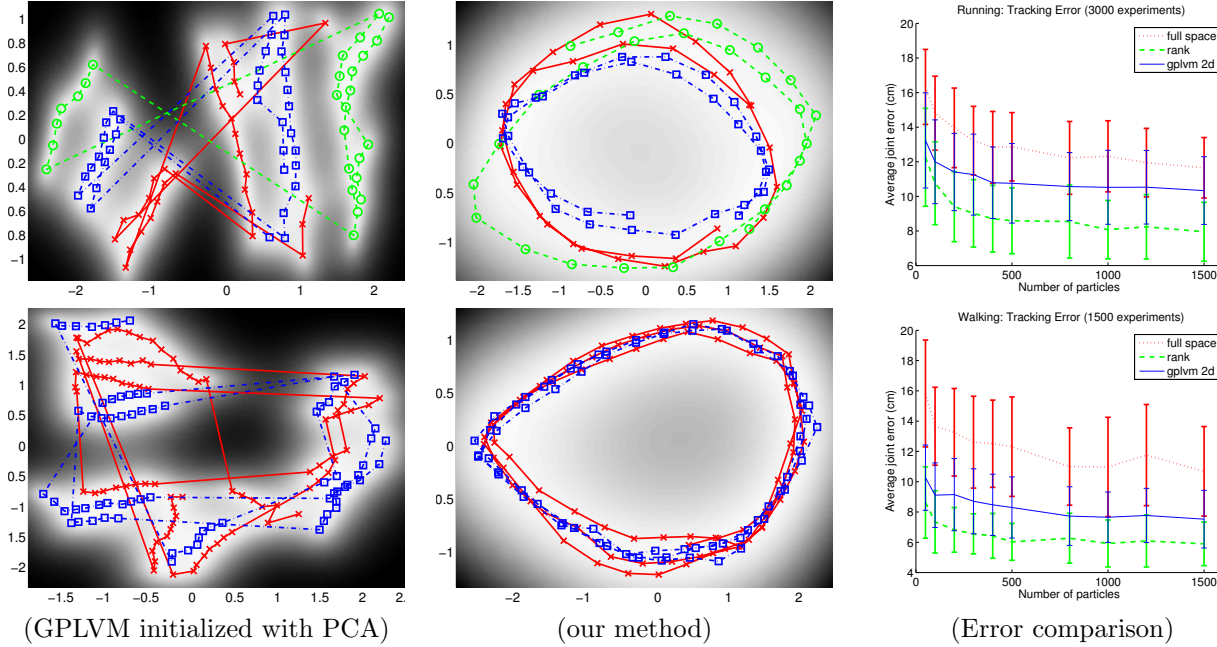 1
0.8
0.6
0.4
0.2
0
0.2
0.4
0.6
0.8
1
−2 −1 0 1 2
1
0.5
0
0.5
−1
−2 −1.5 −1 −0.5 0 0.5 1 1.5 2
Running: Tracking Error (3000 experiments)
full space
rank
gplvm 2d
Average joint error (cm)
20
18
16
14
12
10
8
6
0 500 1000 1500
Number of particles
2
1.5
1
0.5
0
0.5
−1
1.5
−2
−1.5 −1 −0.5 0 0.5 1 1.5 2 2.
1
0.5
0
0.5
−1
−2 −1 0 1 2
Walking: Tracking Error (1500 experiments)
full space
rank
gplvm 2d
Average joint error (cm)
20
18
16
14
12
10
8
6
4
0 500 1000 1500
Number of particles
(GPLVM initialized with PCA)
(our method)
(Error comparison)